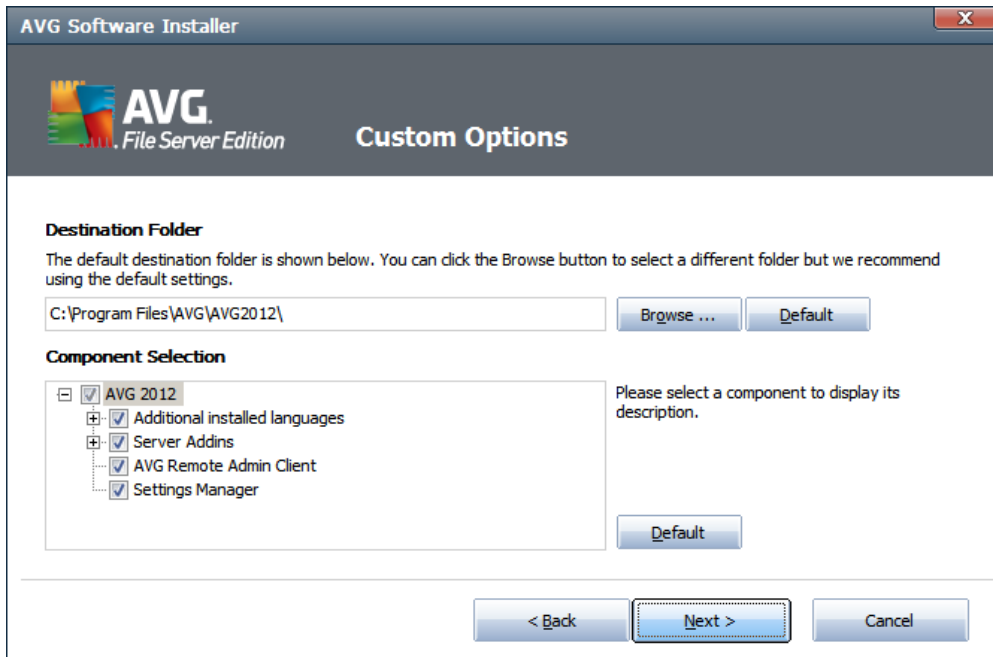 AVG Software Installer
AVG.
File Server Edition
Custom Options
Destination Folder
The default destination folder is shown below. You can click the Browse button to select a different folder but we recommend
using the default settings.
C:\Program Files\AVG\AVG2012\
Browse ...
Default
Component Selection
AVG 2012
Additional installed languages
Server Addins
AVG Remote Admin Client
Settings Manager
Please select a component to display its
description.
Default
< Back
Next >
Cancel